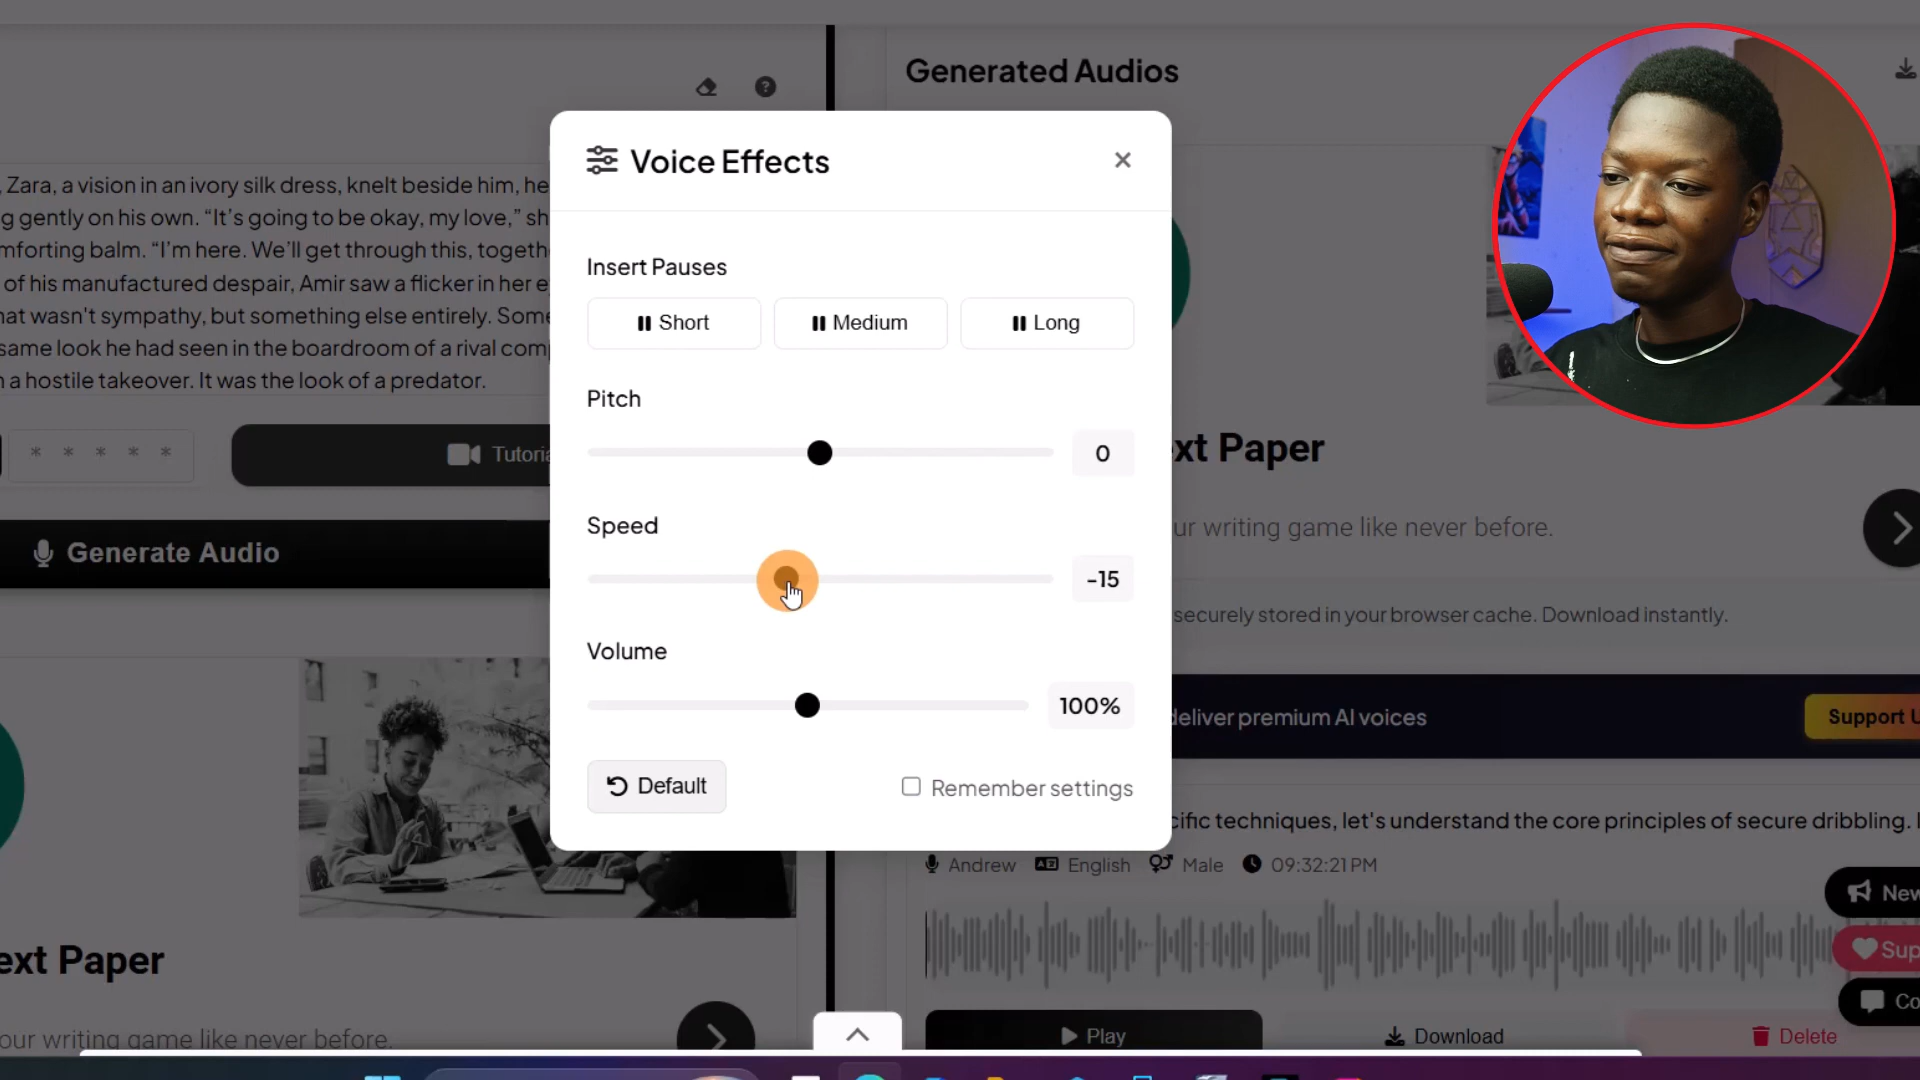 Generated Audios
Voice Effects
, Zara, a vision in an ivory silk dress, knelt beside him, he
g gently on his own. “It’s going to be okay, my love,” sh
mforting balm. “I’m here. We’ll get through this, togeth
of his manufactured despair, Amir saw a flicker in her e
hat wasn't sympathy, but something else entirely. Some
same look he had seen in the boardroom of a rival com
a hostile takeover. It was the look of a predator.
Insert Pauses
Short
Medium
Long
Pitch
0
* * * * *
Tutoria
Generate Audio
Speed
-15
Volume
100%
Default
Remember settings
ext Paper
our writing game like never before.
xt Paper
ur writing game like never before.
securely stored in your browser cache. Download instantly.
deliver premium AI voices
Support U
cific techniques, let's understand the core principles of secure dribbling.
Andrew English Male 09:32:21 PM
New
Sup
Co
Play
Download
Delete